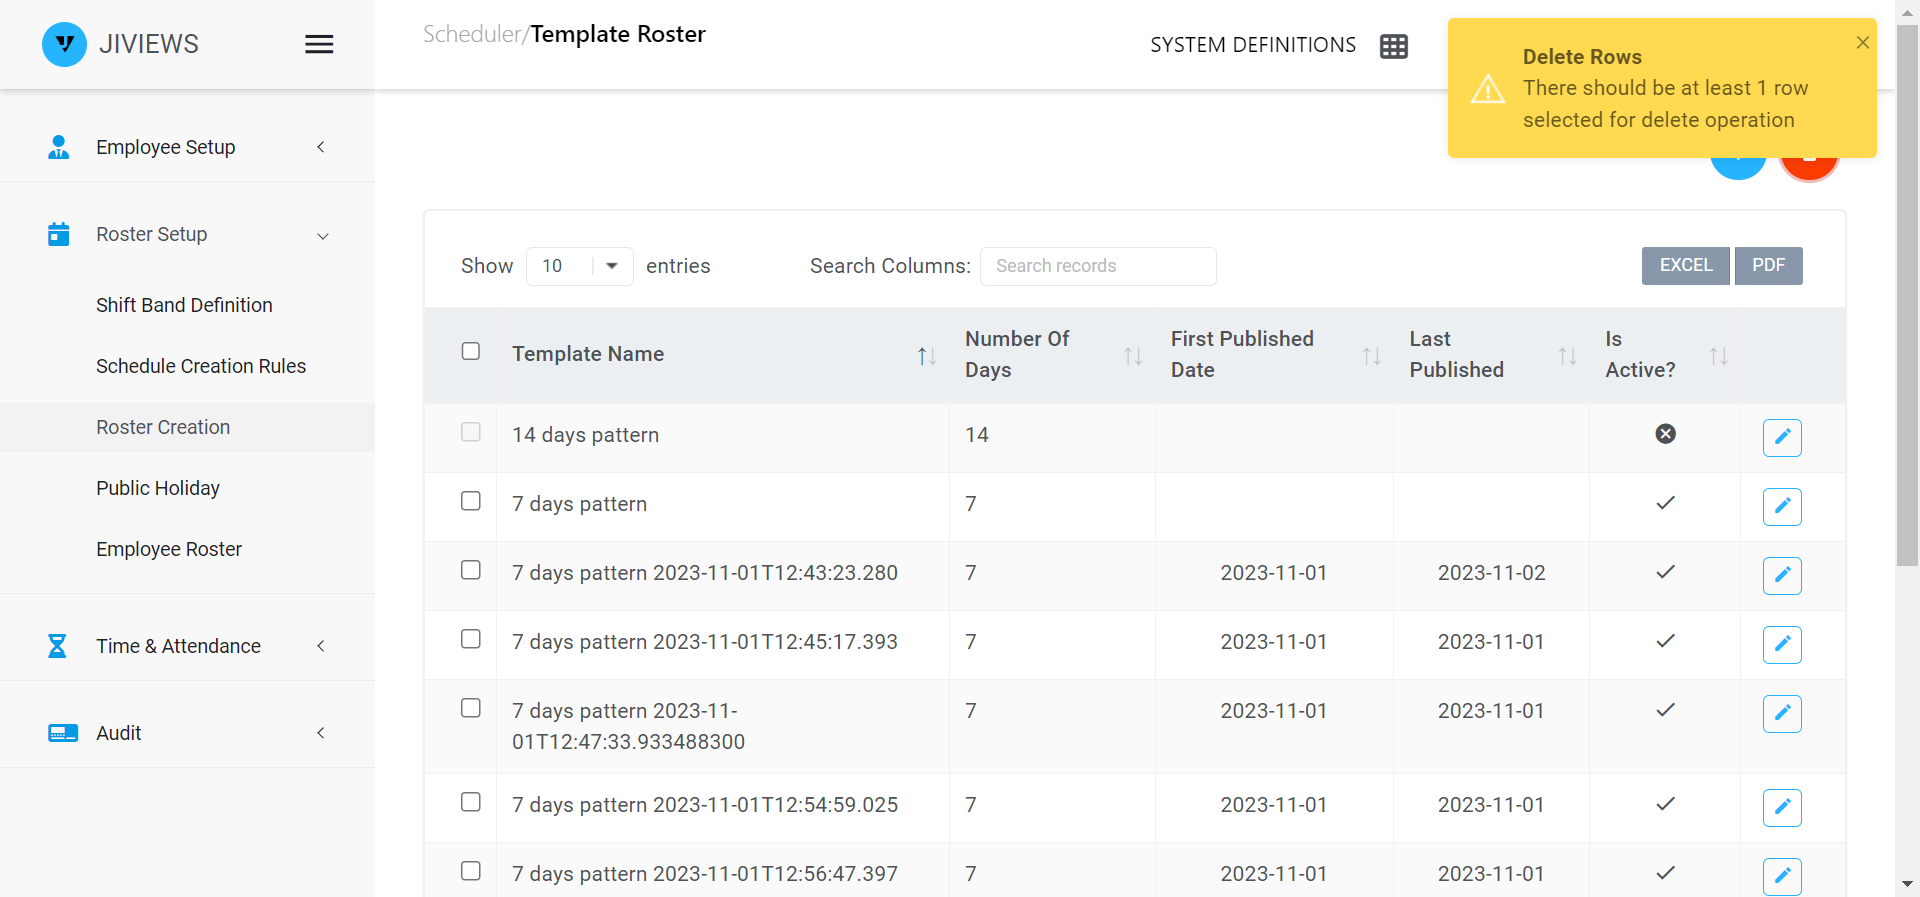 JIVIEWS
Scheduler/Template Roster
SYSTEM DEFINITIONS
Delete Rows
There should be at least 1 row
selected for delete operation
Employee Setup
Roster Setup
Shift Band Definition
Schedule Creation Rules
Roster Creation
Public Holiday
Employee Roster
Time & Attendance
Audit
Show 10 entries
Search Columns: Search records
EXCEL PDF
Template Name
Number Of
Days
First Published
Date
Last
Published
Is
Active?
14 days pattern 14
7 days pattern 7
7 days pattern 2023-11-01T12:43:23.280 7 2023-11-01 2023-11-02
7 days pattern 2023-11-01T12:45:17.393 7 2023-11-01 2023-11-01
7 days pattern 2023-11- 7 2023-11-01 2023-11-01
01T12:47:33.933488300
7 days pattern 2023-11-01T12:54:59.025 7 2023-11-01 2023-11-01
7 days pattern 2023-11-01T12:56:47.397 7 2023-11-01 2023-11-01